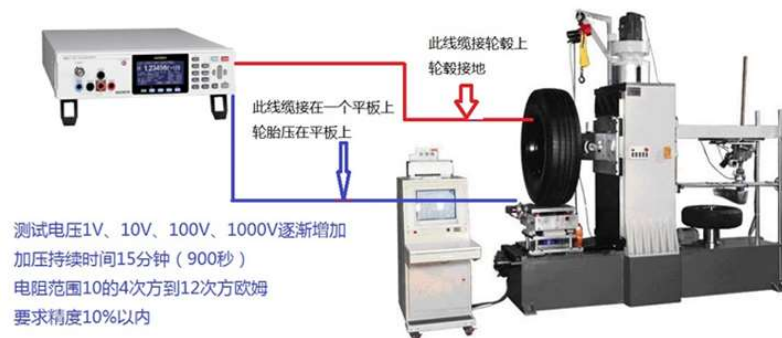 此线缆接轮毂上
轮毂接地
此线缆接在一个平板上
轮胎压在平板上
测试电压1V、10V、100V、1000V逐渐增加
加压持续时间15分钟（900秒）
电阻范围10的4次方到12次方欧姆
要求精度10%以内